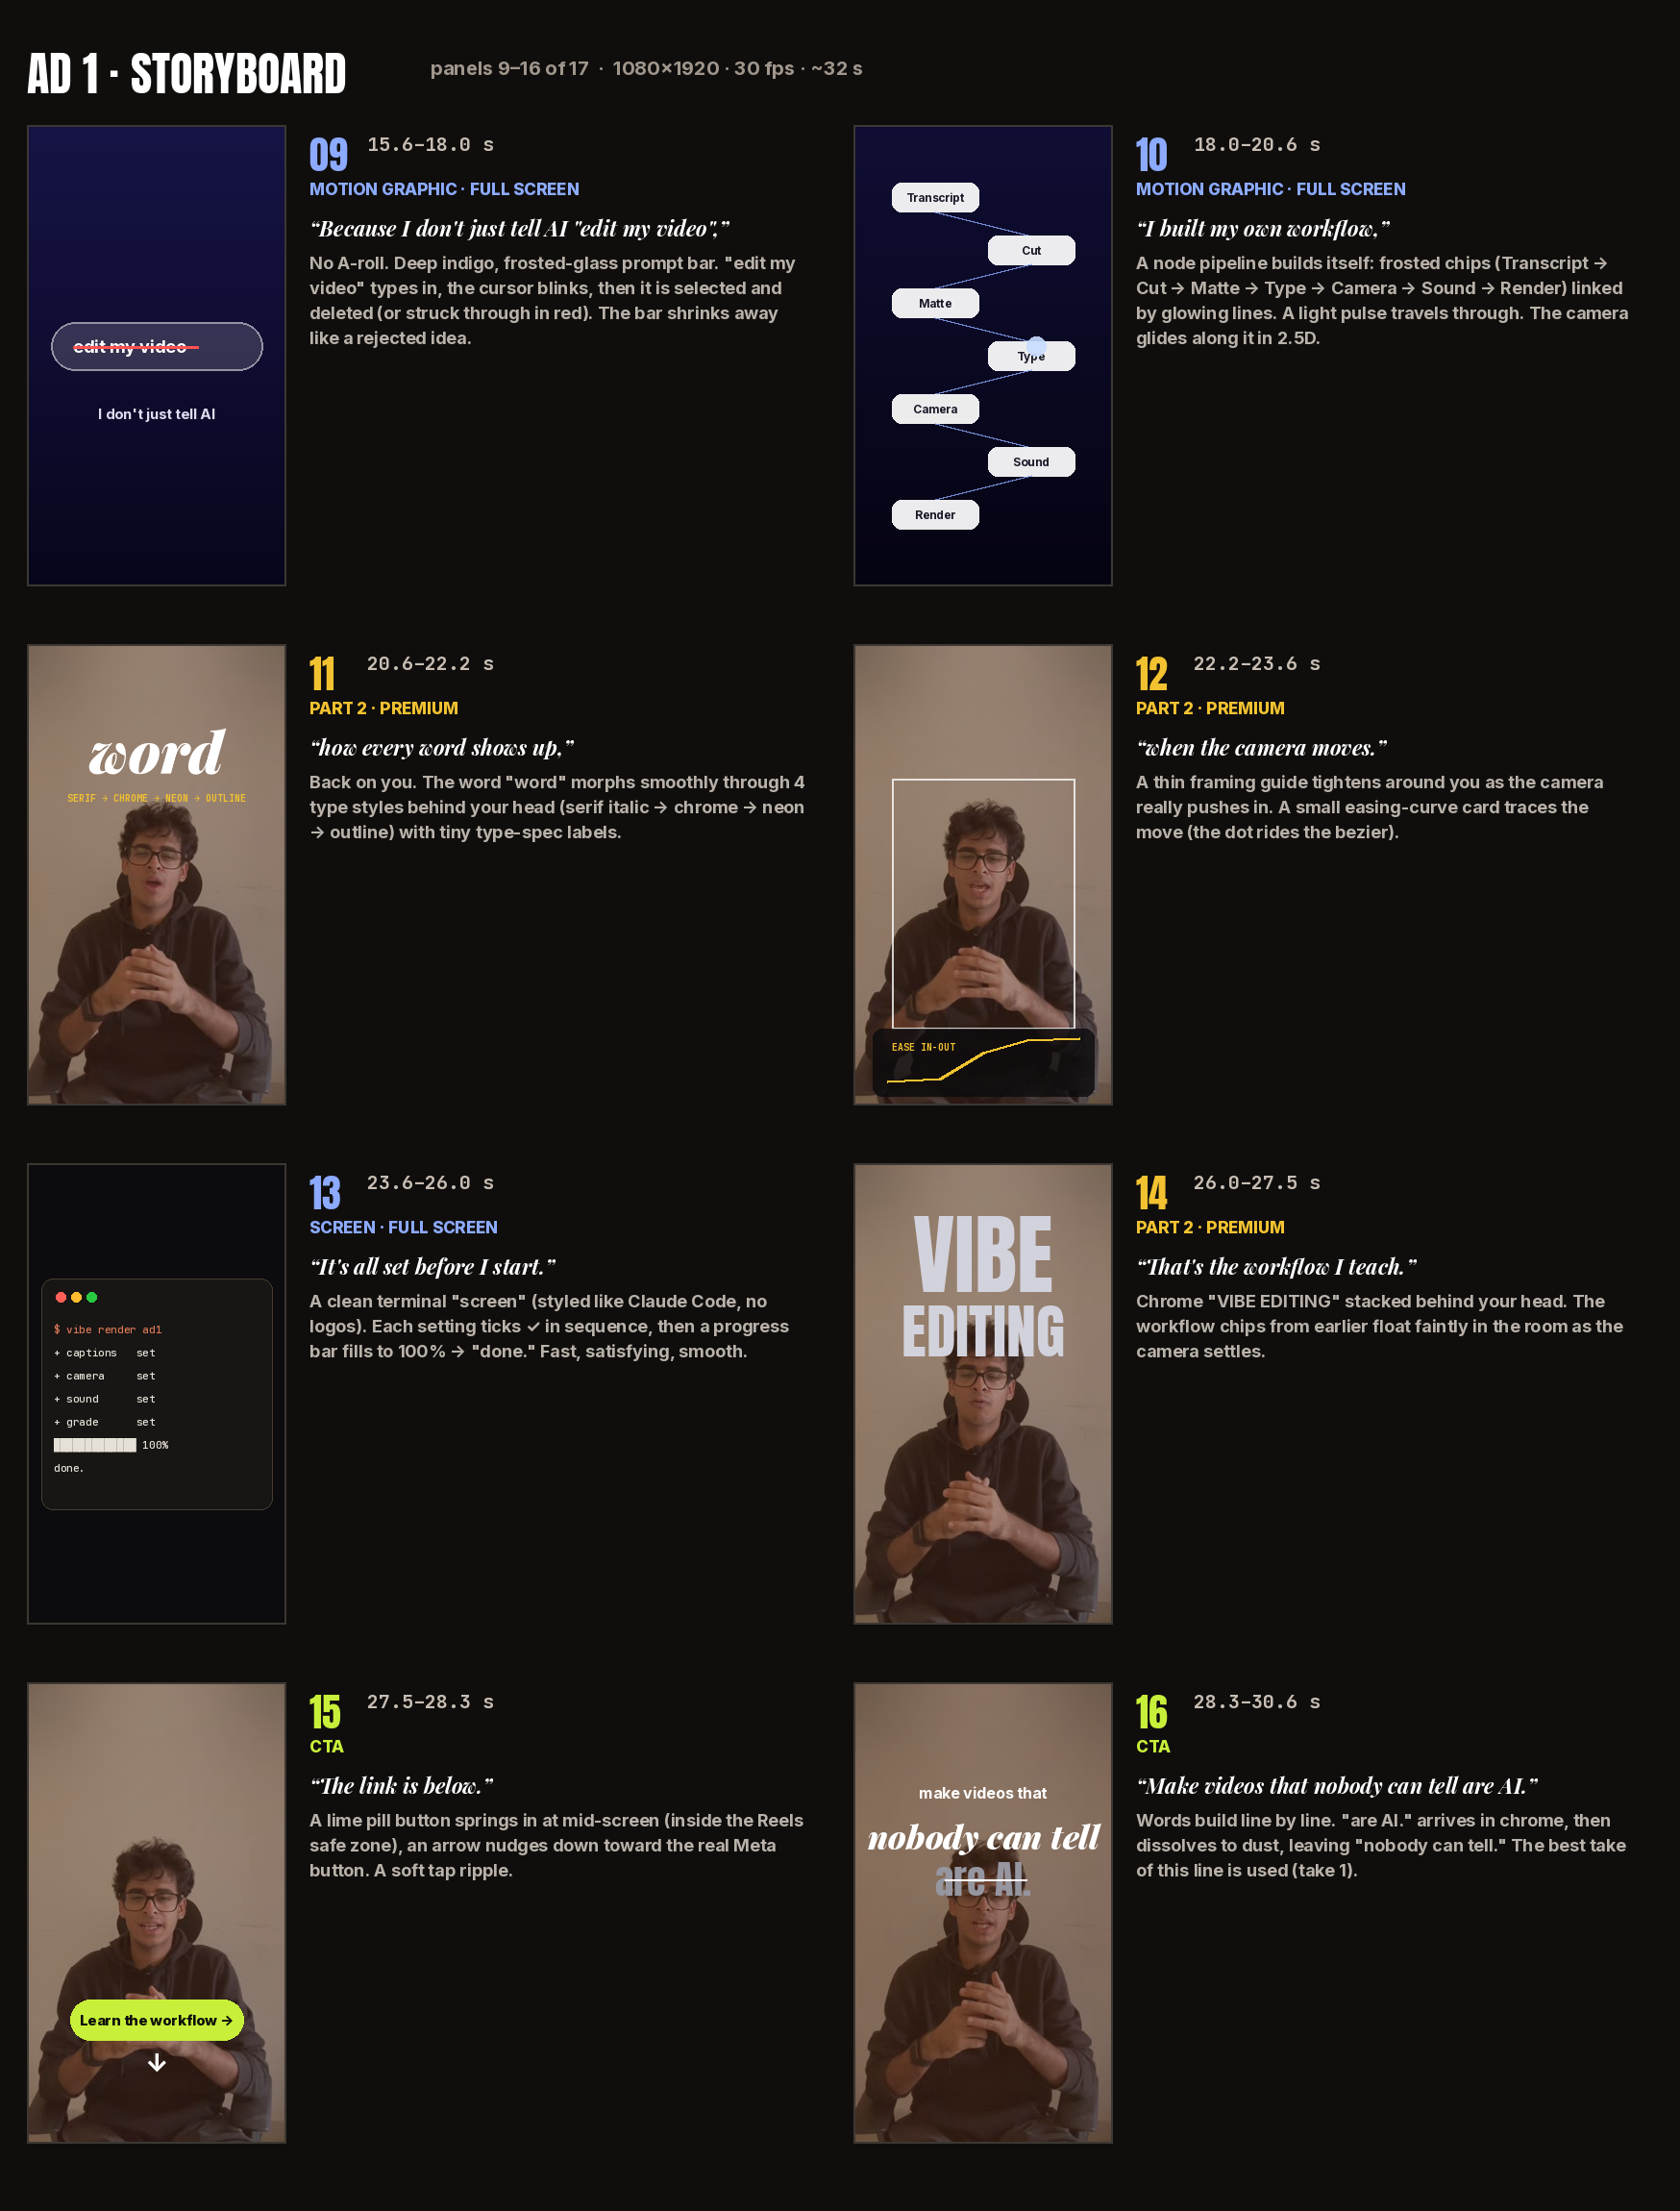 AD 1 · STORYBOARD
panels 9–16 of 17 · 1080×1920 · 30 fps · ~32 s
edit my video
I don't just tell AI
09 15.6–18.0 s
MOTION GRAPHIC · FULL SCREEN
“Because I don't just tell AI "edit my video",”
No A-roll. Deep indigo, frosted-glass prompt bar. "edit my
video" types in, the cursor blinks, then it is selected and
deleted (or struck through in red). The bar shrinks away
like a rejected idea.
Transcript
Cut
Matte
Type
Camera
Sound
Render
10 18.0–20.6 s
MOTION GRAPHIC · FULL SCREEN
“I built my own workflow,”
A node pipeline builds itself: frosted chips (Transcript →
Cut → Matte → Type → Camera → Sound → Render) linked
by glowing lines. A light pulse travels through. The camera
glides along it in 2.5D.
word
SERIF → CHROME → NEON → OUTLINE
11 20.6–22.2 s
PART 2 · PREMIUM
“how every word shows up,”
Back on you. The word "word" morphs smoothly through 4
type styles behind your head (serif italic → chrome → neon
→ outline) with tiny type-spec labels.
EASE IN-OUT
12 22.2–23.6 s
PART 2 · PREMIUM
“when the camera moves.”
A thin framing guide tightens around you as the camera
really pushes in. A small easing-curve card traces the
move (the dot rides the bezier).
$ vibe render ad1
+ captions set
+ camera set
+ sound set
+ grade set
100%
done.
13 23.6–26.0 s
SCREEN · FULL SCREEN
“It's all set before I start.”
A clean terminal "screen" (styled like Claude Code, no
logos). Each setting ticks ✓ in sequence, then a progress
bar fills to 100% → "done." Fast, satisfying, smooth.
VIBE
EDITING
14 26.0–27.5 s
PART 2 · PREMIUM
“That's the workflow I teach.”
Chrome "VIBE EDITING" stacked behind your head. The
workflow chips from earlier float faintly in the room as the
camera settles.
Learn the workflow →
↓
15 27.5–28.3 s
CTA
“The link is below.”
A lime pill button springs in at mid-screen (inside the Reels
safe zone), an arrow nudges down toward the real Meta
button. A soft tap ripple.
make videos that
nobody can tell
are AI.
16 28.3–30.6 s
CTA
“Make videos that nobody can tell are AI.”
Words build line by line. "are AI." arrives in chrome, then
dissolves to dust, leaving "nobody can tell." The best take
of this line is used (take 1).